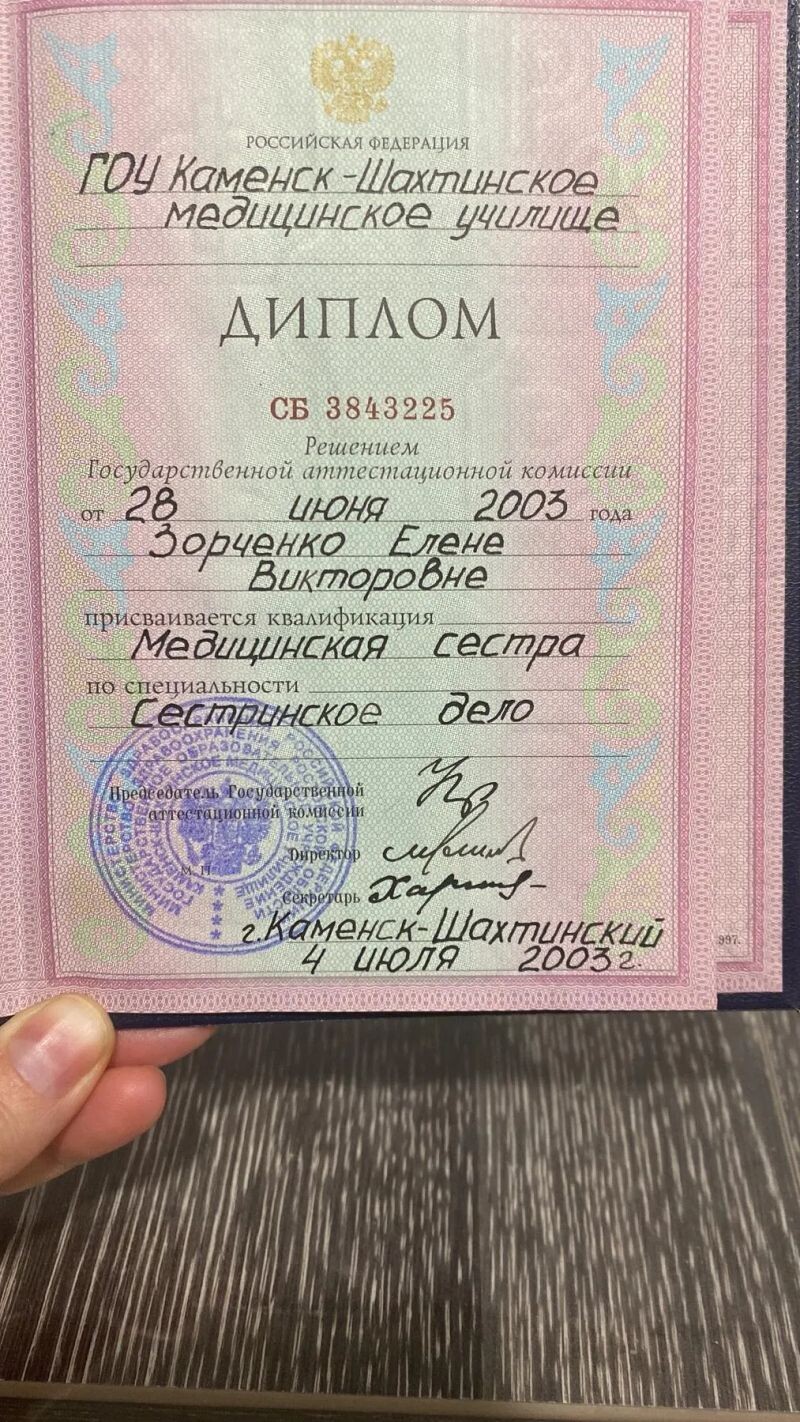 РОССИЙСКАЯ ФЕДЕРАЦИЯ
ГОУ Каменск-Шахтинское
медицинское училище
ДИПЛОМ
СБ 3843225
Решением
Государственной аттестационной комиссии
от 28 июня 2003 года
Зорченко Елене
Викторовне
присваивается квалификация
Медицинская сестра
по специальности
Сестринское дело
Председатель Государственной
аттестационной комиссии
Директор
М. П.
Секретарь
г. Каменск-Шахтинский
4 июля 2003г.